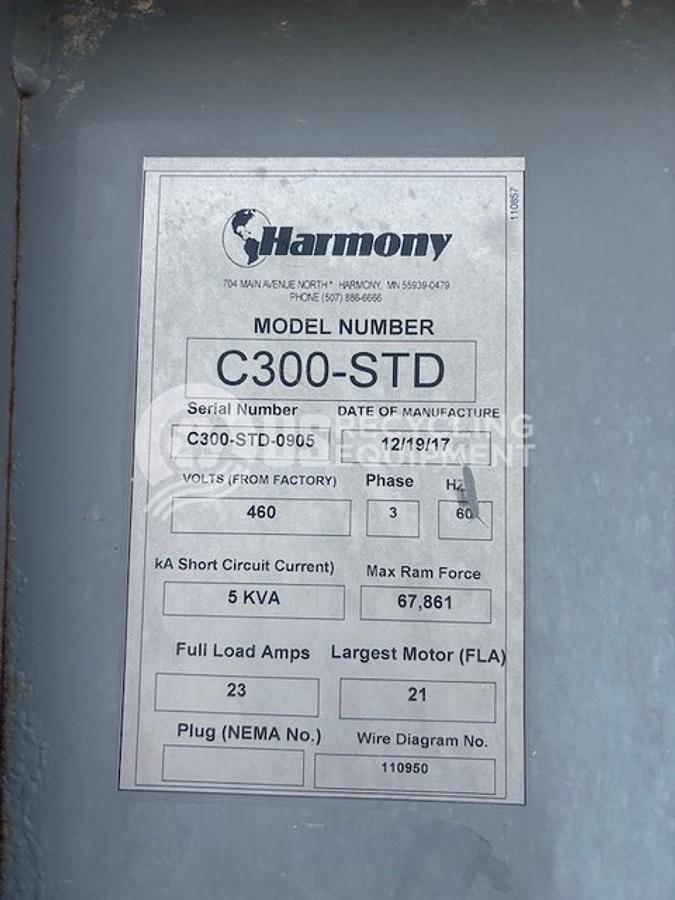 110857
Harmony
704 MAIN AVENUE NORTH * HARMONY, MN 55939-0479
PHONE (507) 886-6666
MODEL NUMBER
C300-STD
Serial Number DATE OF MANUFACTURE
C300-STD-0905 12/19/17
US RECYCLING
EQUIPMENT
VOLTS (FROM FACTORY) Phase HZ
460 3 60
kA Short Circuit Current) Max Ram Force
5 KVA 67,861
Full Load Amps Largest Motor (FLA)
23 21
Plug (NEMA No.) Wire Diagram No.
110950